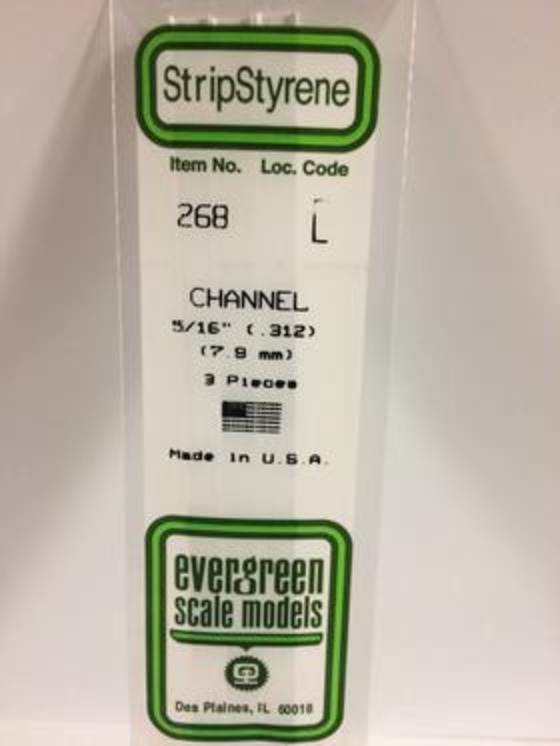 StripStyrene
Item No. Loc. Code
268 L
CHANNEL
5/16" (.312)
(7.9 mm)
3 Pieces
Made in U.S.A.
evergreen
scale models
Des Plaines, IL 60018